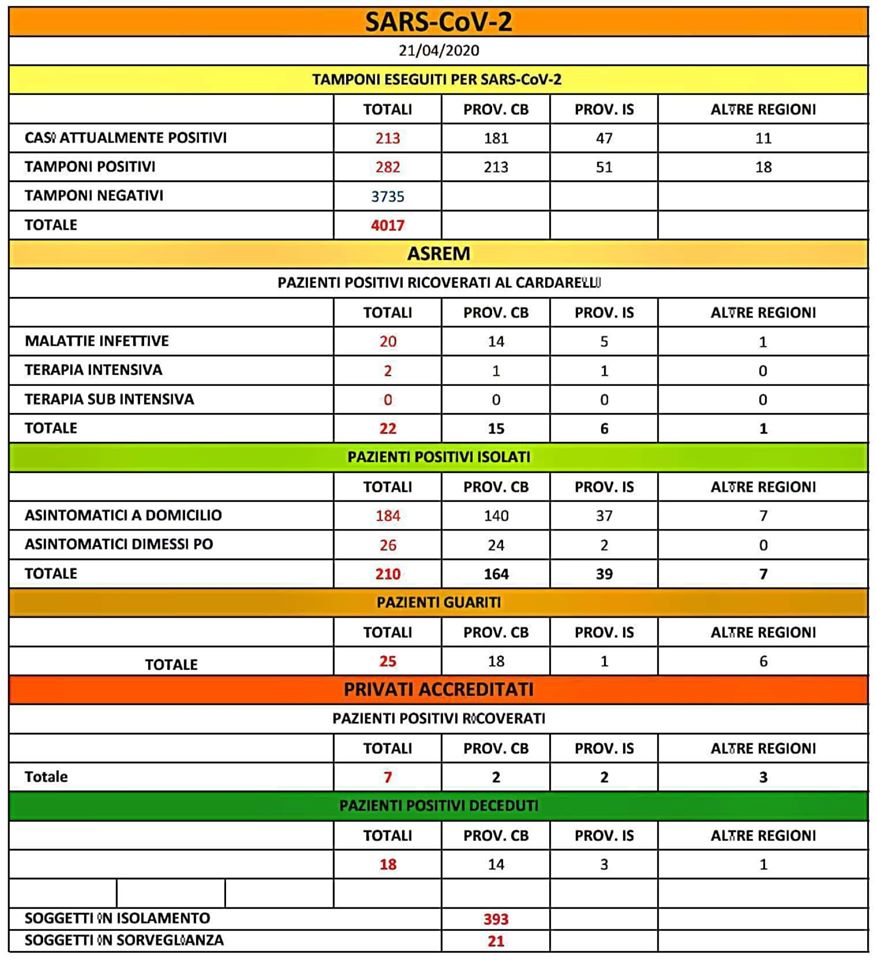 SARS-CoV-2
21/04/2020
TAMPONI ESEGUITI PER SARS-CoV-2
TOTALI PROV. CB PROV. IS ALTRE REGIONI
CASI ATTUALMENTE POSITIVI 213 181 47 11
TAMPONI POSITIVI 282 213 51 18
TAMPONI NEGATIVI 3735
TOTALE 4017
ASREM
PAZIENTI POSITIVI RICOVERATI AL CARDARELLI
TOTALI PROV. CB PROV. IS ALTRE REGIONI
MALATTIE INFETTIVE 20 14 5 1
TERAPIA INTENSIVA 2 1 1 0
TERAPIA SUB INTENSIVA 0 0 0 0
TOTALE 22 15 6 1
PAZIENTI POSITIVI ISOLATI
TOTALI PROV. CB PROV. IS ALTRE REGIONI
ASINTOMATICI A DOMICILIO 184 140 37 7
ASINTOMATICI DIMESSI PO 26 24 2 0
TOTALE 210 164 39 7
PAZIENTI GUARITI
TOTALI PROV. CB PROV. IS ALTRE REGIONI
TOTALE 25 18 1 6
PRIVATI ACCREDITATI
PAZIENTI POSITIVI RICOVERATI
TOTALI PROV. CB PROV. IS ALTRE REGIONI
Totale 7 2 2 3
PAZIENTI POSITIVI DECEDUTI
TOTALI PROV. CB PROV. IS ALTRE REGIONI
18 14 3 1
SOGGETTI IN ISOLAMENTO 393
SOGGETTI IN SORVEGLIANZA 21